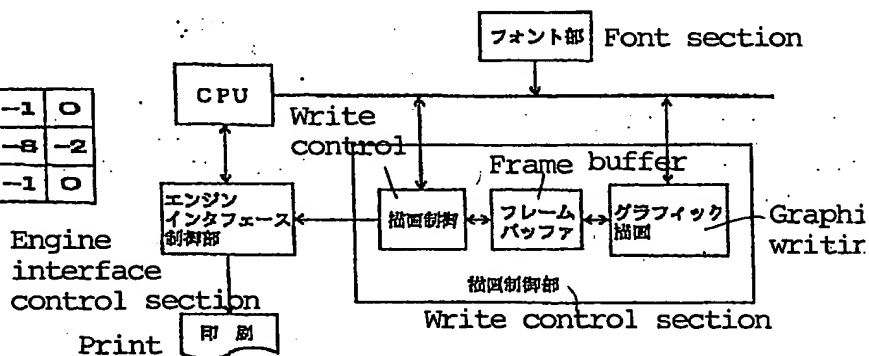 フォント部 Font section
-1 0
-8 -2
-1 0
CPU
Write
control
Frame buffer
エンジン
インタフェース
制御部
描画制御
フレーム
バッファ
グラフィック
描画
Graphi
writin
Engine
interface
control section
描画制御部
Write control section
Print 印刷